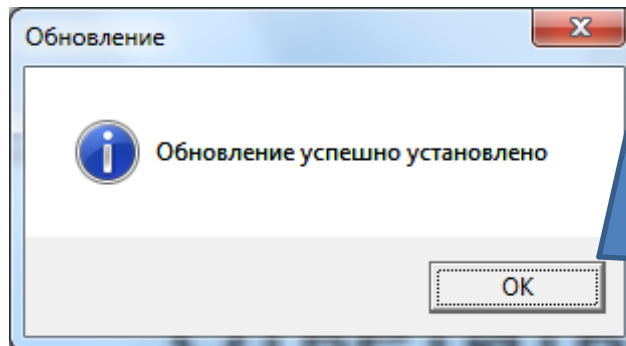 Обновление
Обновление успешно установлено
OK